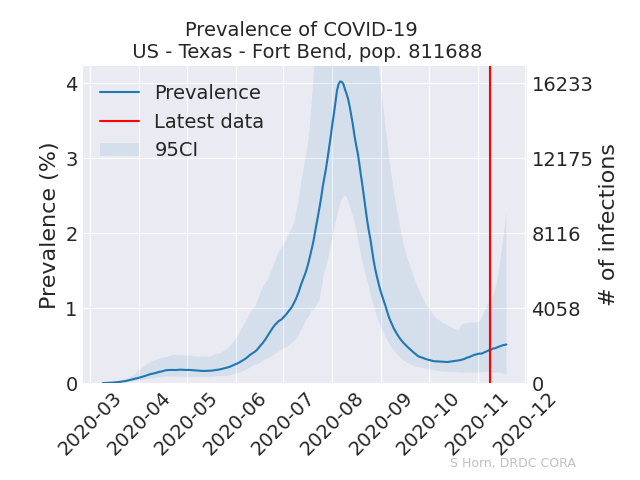 Prevalence of COVID-19
US - Texas - Fort Bend, pop. 811688
Prevalence
Latest data
95CI
Prevalence (%)
4
3
2
1
0
16233
12175
8116
4058
0
# of infections
2020-03
2020-04
2020-05
2020-06
2020-07
2020-08
2020-09
2020-10
2020-11
2020-12
S Horn, DRDC CORA